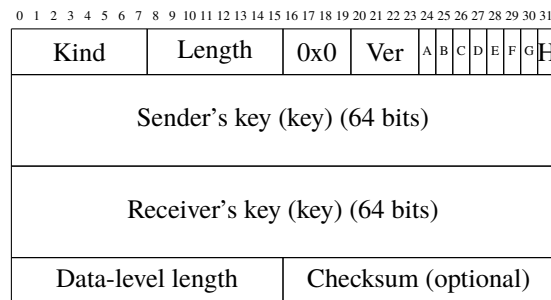 0 1 2 3 4 5 6 7 8 9 10 11 12 13 14 15 16 17 18 19 20 21 22 23 24 25 26 27 28 29 30 31
Kind Length 0x0 Ver A B C D E F G H
Sender's key (key) (64 bits)
Receiver's key (key) (64 bits)
Data-level length Checksum (optional)